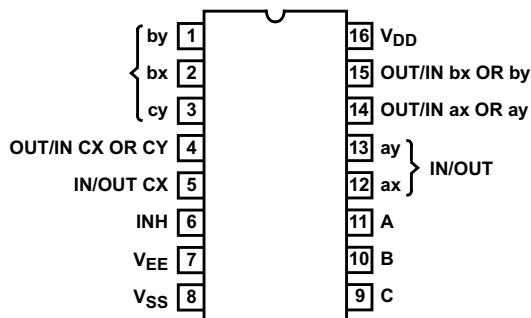 by 1 16 VDD
bx 2 15 OUT/IN bx OR by
cy 3 14 OUT/IN ax OR ay
OUT/IN CX OR CY 4 13 ay
IN/OUT
IN/OUT CX 5 12 ax
INH 6 11 A
VEE 7 10 B
VSS 8 9 C